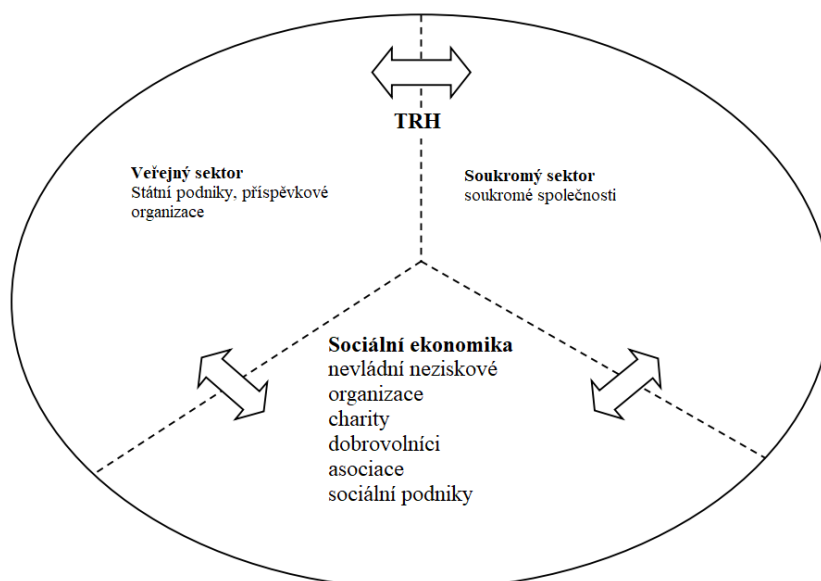 TRH
Veřejný sektor
Státní podniky, příspěvkové
organizace
Soukromý sektor
soukromé společnosti
Sociální ekonomika
nevládní neziskové
organizace
charity
dobrovolníci
asociace
sociální podniky